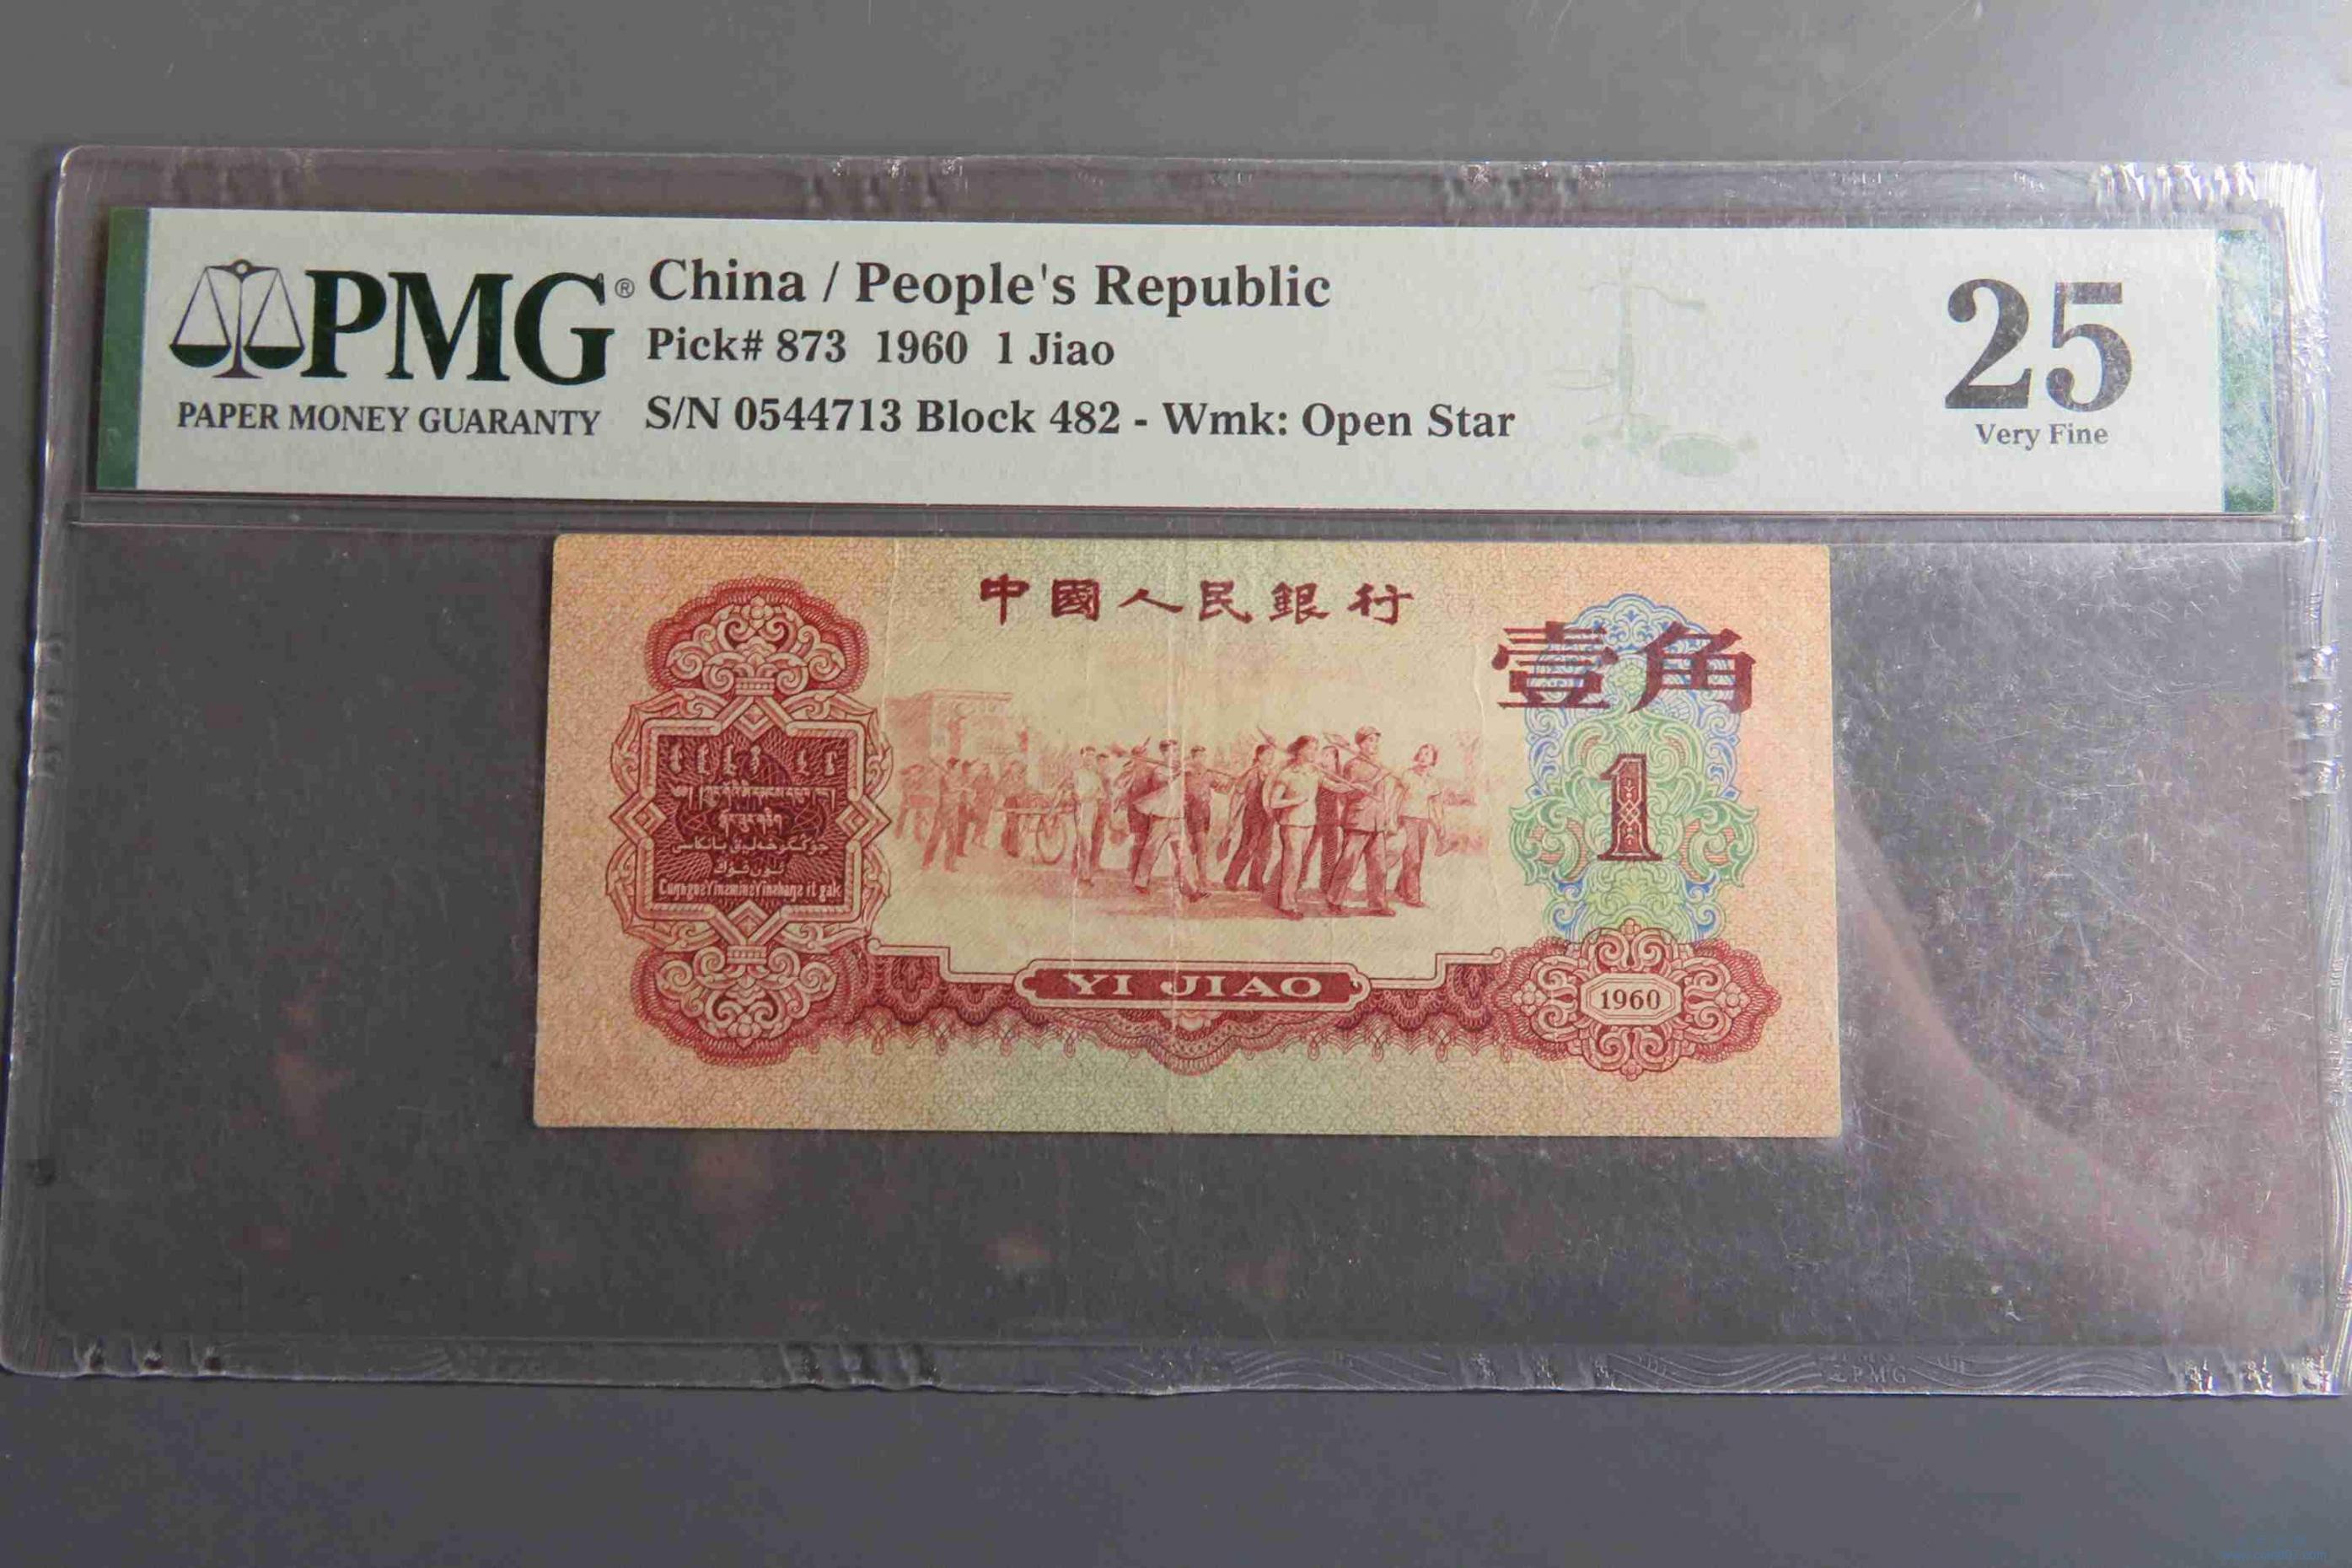 PMG®
PAPER MONEY GUARANTY
China / People's Republic
Pick# 873 1960 1 Jiao
S/N 0544713 Block 482 - Wmk: Open Star
25
Very Fine
中國人民銀行
壹角
1
YI JIAO
1960
PMG